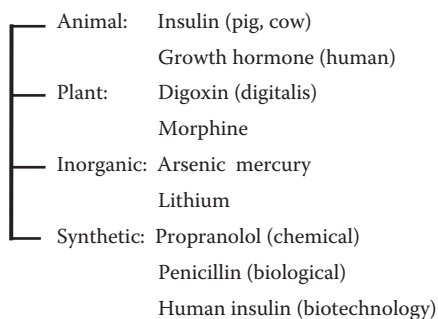 Animal: Insulin (pig, cow)
Growth hormone (human)
Plant: Digoxin (digitalis)
Morphine
Inorganic: Arsenic mercury
Lithium
Synthetic: Propranolol (chemical)
Penicillin (biological)
Human insulin (biotechnology)